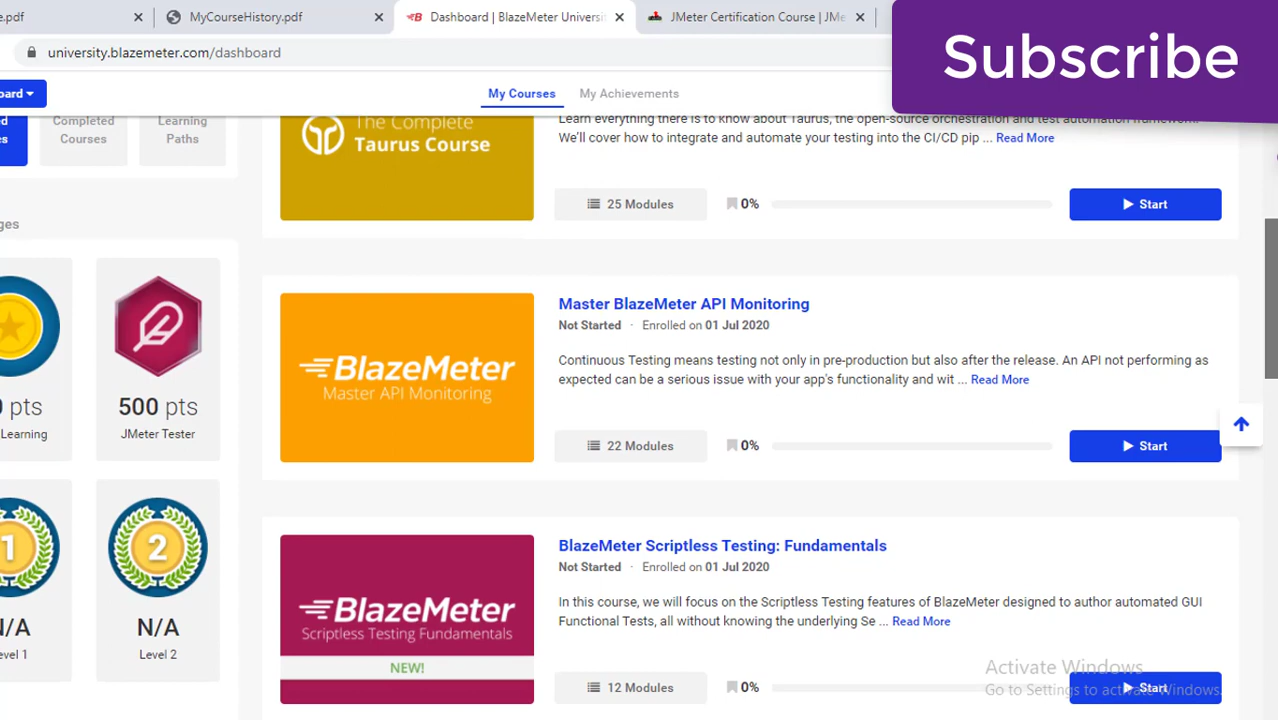 e.pdf
MyCourseHistory.pdf
Dashboard | BlazeMeter Universi
JMeter Certification Course | JMe
Subscribe
university.blazemeter.com/dashboard
oard
My Courses
My Achievements
Completed
Courses
Learning
Paths
ed
es
The Complete
Taurus Course
Learn everything there is to know about Taurus, the open-source orchestration and test automation framework.
We'll cover how to integrate and automate your testing into the CI/CD pip ... Read More
25 Modules
0%
Start
ges
0 pts
Learning
500 pts
JMeter Tester
BlazeMeter
Master API Monitoring
Master BlazeMeter API Monitoring
Not Started · Enrolled on 01 Jul 2020
Continuous Testing means testing not only in pre-production but also after the release. An API not performing as
expected can be a serious issue with your app's functionality and wit ... Read More
22 Modules
0%
Start
1
N/A
evel 1
2
N/A
Level 2
BlazeMeter
Scriptless Testing Fundamentals
NEW!
BlazeMeter Scriptless Testing: Fundamentals
Not Started · Enrolled on 01 Jul 2020
In this course, we will focus on the Scriptless Testing features of BlazeMeter designed to author automated GUI
Functional Tests, all without knowing the underlying Se ... Read More
12 Modules
0%
Start
Activate Windows
Go to Settings to activate Windows.